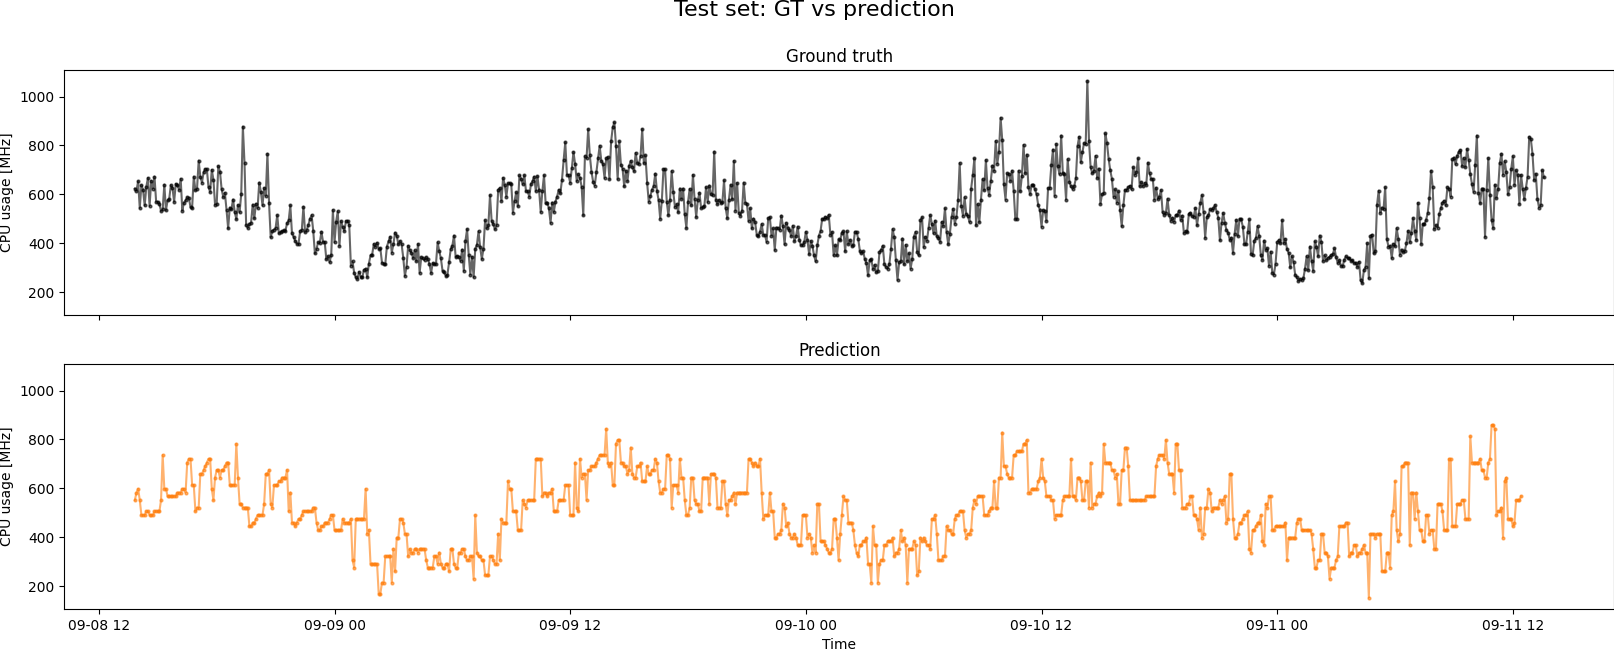 Test set: GT vs prediction
Ground truth
CPU usage [MHz]
1000
800
600
400
200
Prediction
CPU usage [MHz]
1000
800
600
400
200
09-08 12 09-09 00 09-09 12 09-10 00 09-10 12 09-11 00 09-11 12
Time